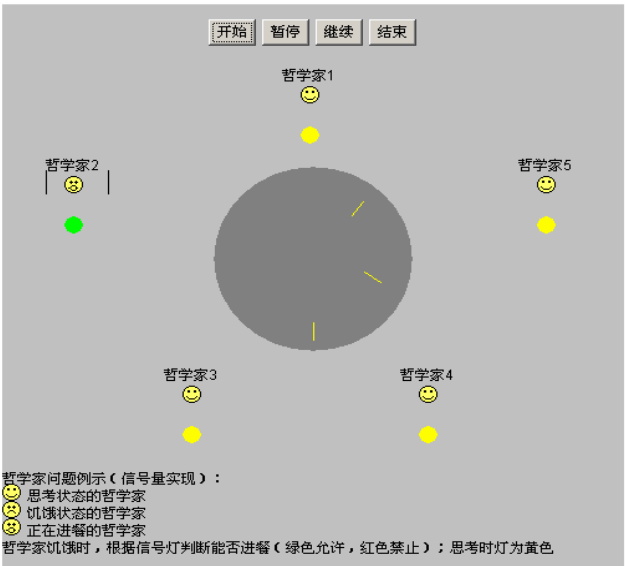 开始 暂停 继续 结束
哲学家1
哲学家2
哲学家5
哲学家3
哲学家4
哲学家问题例示(信号量实现):
思考状态的哲学家
饥饿状态的哲学家
正在进餐的哲学家
哲学家饥饿时,根据信号灯判断能否进餐(绿色允许,红色禁止);思考时灯为黄色